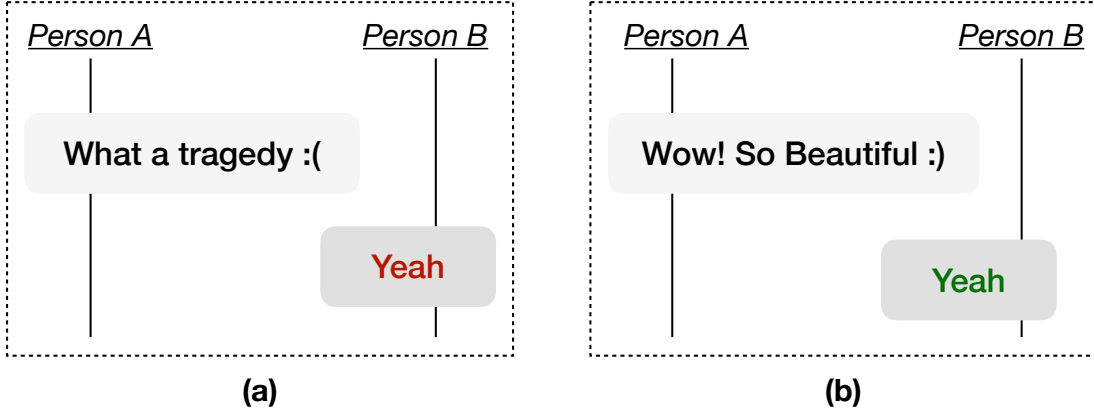 Person A
Person B
What a tragedy :(
Yeah
(a)
Person A
Person B
Wow! So Beautiful :)
Yeah
(b)